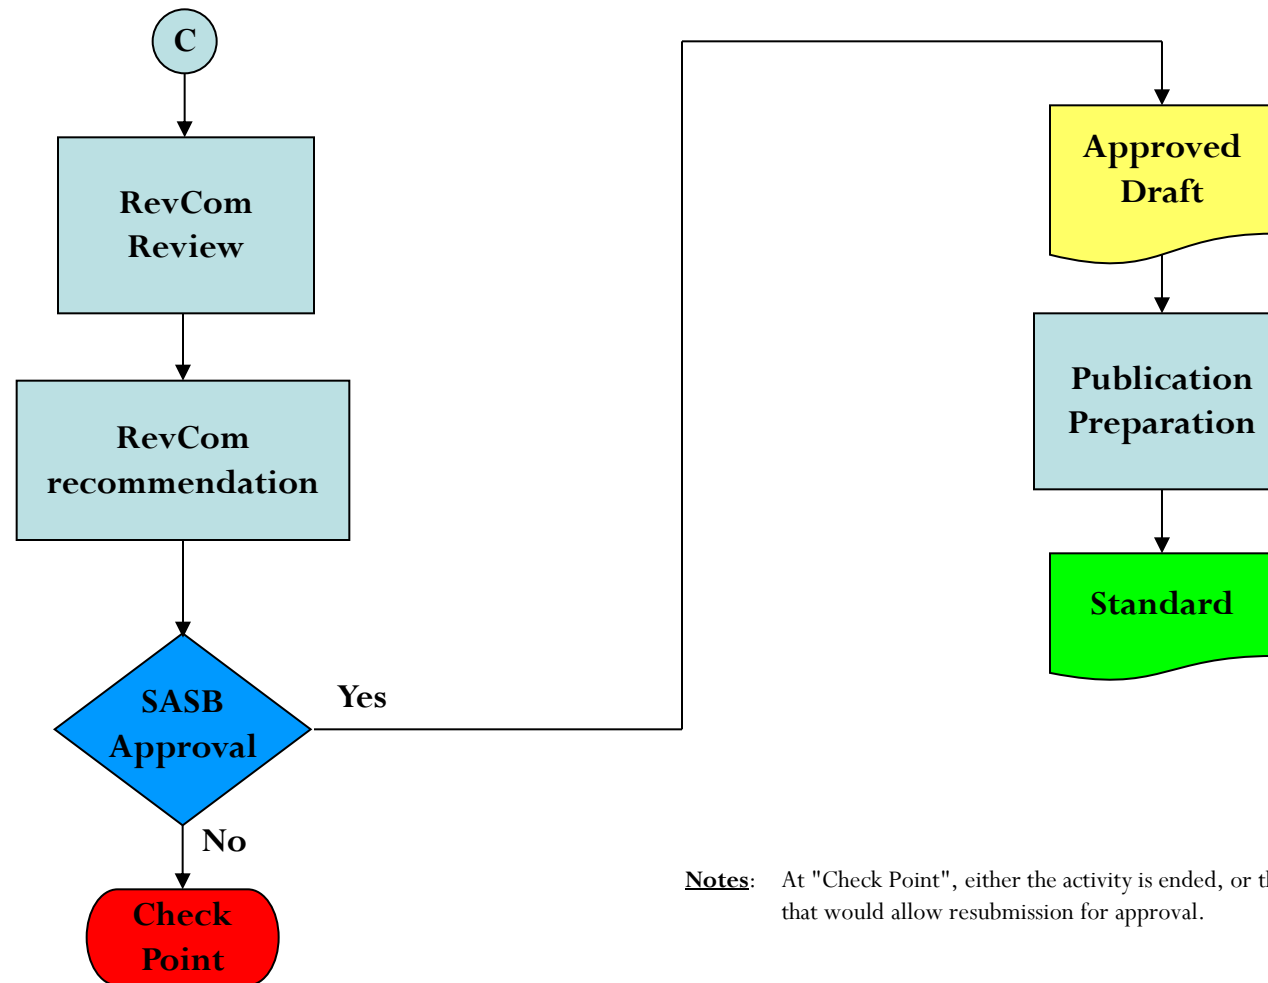 C
RevCom
Review
RevCom
recommendation
SASB
Approval
Yes
No
Check
Point
Approved
Draft
Publication
Preparation
Standard
Notes: At "Check Point", either the activity is ended, or
that would allow resubmission for approval.